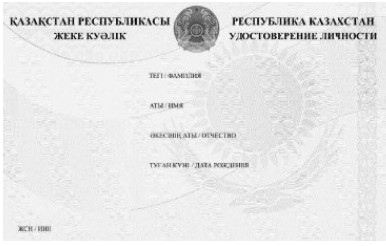 ҚАЗАҚСТАН РЕСПУБЛИКАСЫ
ЖЕКЕ КУӘЛІК
РЕСПУБЛИКА КАЗАХСТАН
УДОСТОВЕРЕНИЕ ЛИЧНОСТИ
ТЕГІ / ФАМИЛИЯ
АТЫ / ИМЯ
ӘКЕСІНІҢ АТЫ / ОТЧЕСТВО
ТУҒАН КҮНІ / ДАТА РОЖДЕНИЯ
ЖСН / ИИН